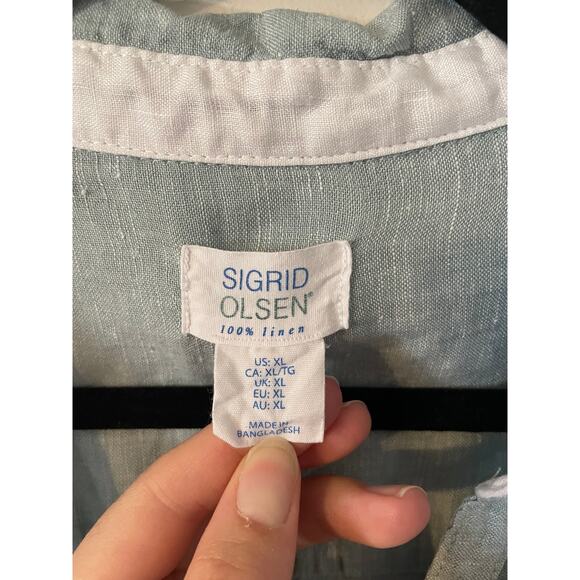 SIGRID
OLSEN®
100% linen
US: XL
CA: XL/TG
UK: XL
EU: XL
AU: XL
MADE IN
BANGLADESH